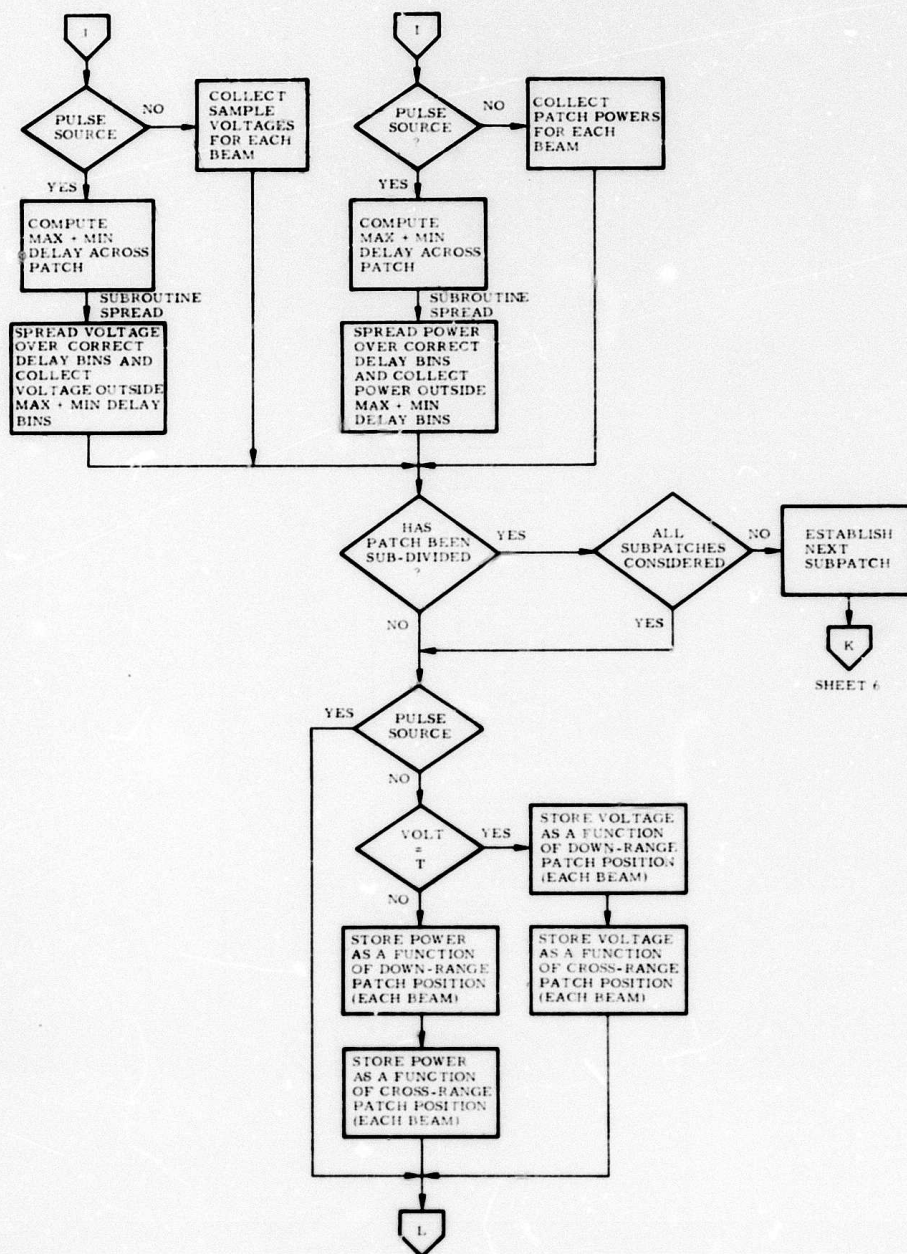 I
PULSE
SOURCE
NO
YES
COLLECT
SAMPLE
VOLTAGES
FOR EACH
BEAM
COMPUTE
MAX + MIN
DELAY ACROSS
PATCH
SUBROUTINE
SPREAD
SPREAD VOLTAGE
OVER CORRECT
DELAY BINS AND
COLLECT
VOLTAGE OUTSIDE
MAX + MIN DELAY
BINS
I
PULSE
SOURCE
?
NO
YES
COLLECT
PATCH POWERS
FOR EACH
BEAM
COMPUTE
MAX + MIN
DELAY ACROSS
PATCH
SUBROUTINE
SPREAD
SPREAD POWER
OVER CORRECT
DELAY BINS
AND COLLECT
POWER OUTSIDE
MAX + MIN
DELAY BINS
HAS
PATCH BEEN
SUB-DIVIDED
?
YES
NO
ALL
SUBPATCHES
CONSIDERED
NO
YES
ESTABLISH
NEXT
SUBPATCH
K
SHEET 6
PULSE
SOURCE
YES
NO
VOLT
=
T
YES
NO
STORE VOLTAGE
AS A FUNCTION
OF DOWN-RANGE
PATCH POSITION
(EACH BEAM)
STORE VOLTAGE
AS A FUNCTION
OF CROSS-RANGE
PATCH POSITION
(EACH BEAM)
STORE POWER
AS A FUNCTION
OF DOWN-RANGE
PATCH POSITION
(EACH BEAM)
STORE POWER
AS A FUNCTION
OF CROSS-RANGE
PATCH POSITION
(EACH BEAM)
L